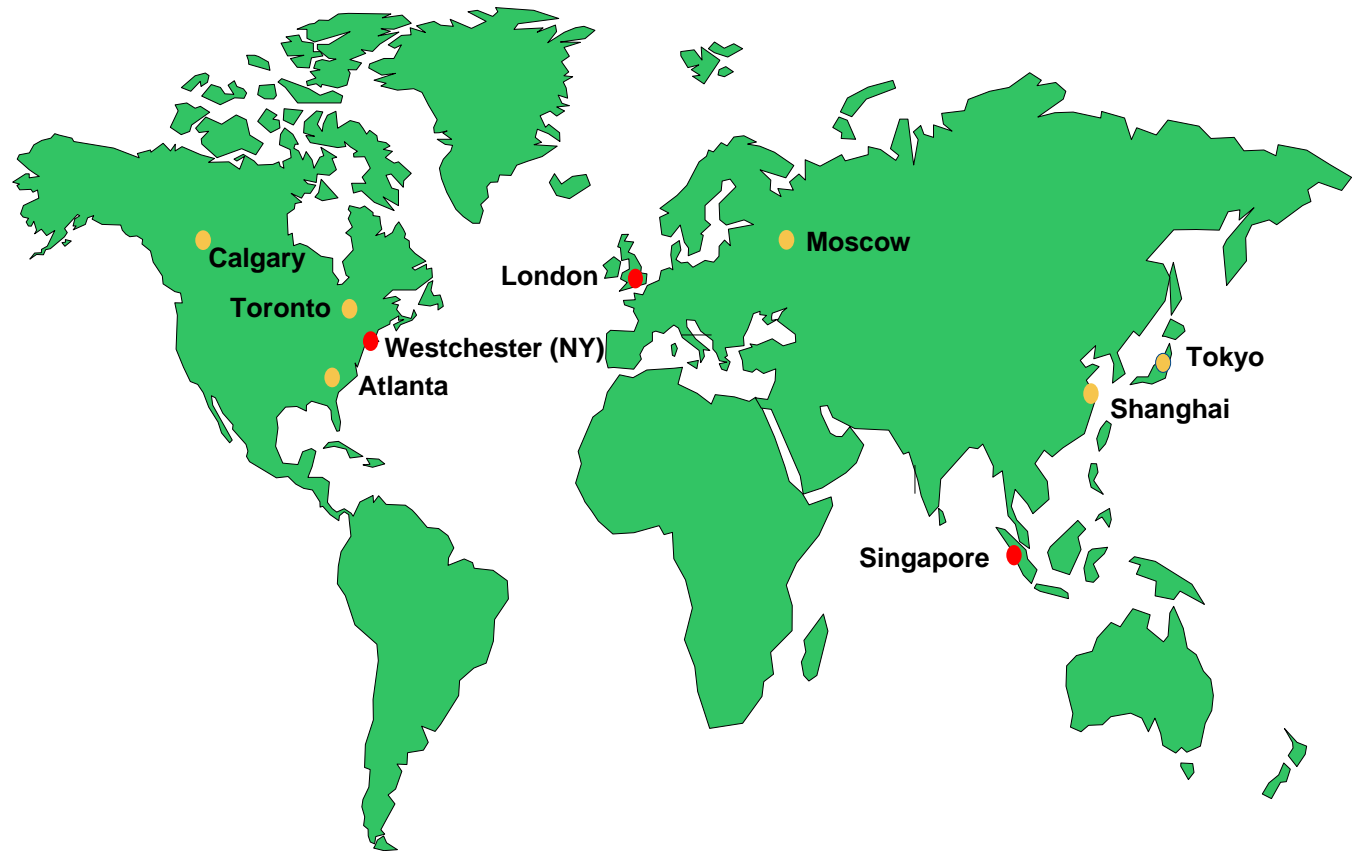 Calgary
Moscow
London
Toronto
Westchester (NY)
Tokyo
Atlanta
Shanghai
Singapore